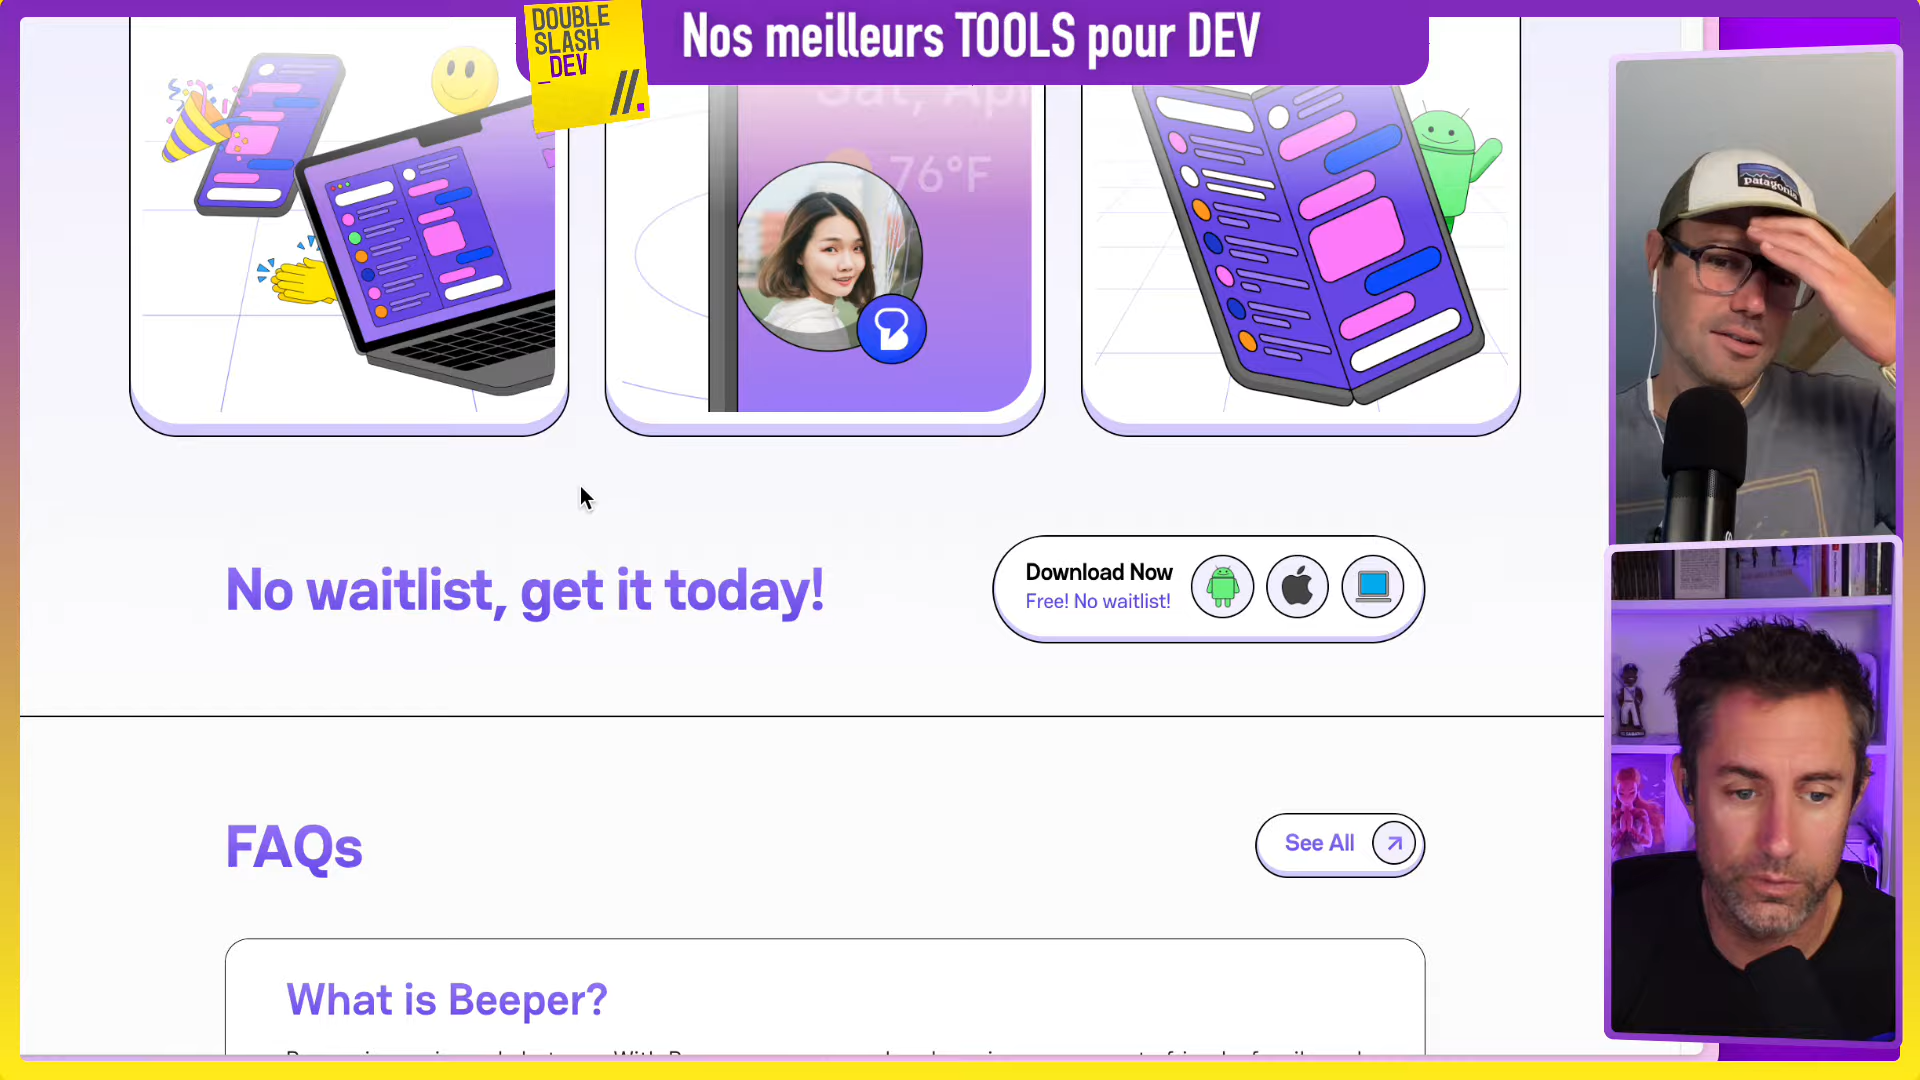 DOUBLE
SLASH
_DEV
//.
Nos meilleurs TOOLS pour DEV
76°F
patagonia
No waitlist, get it today!
Download Now
Free! No waitlist!
FAQs
See All
What is Beeper?